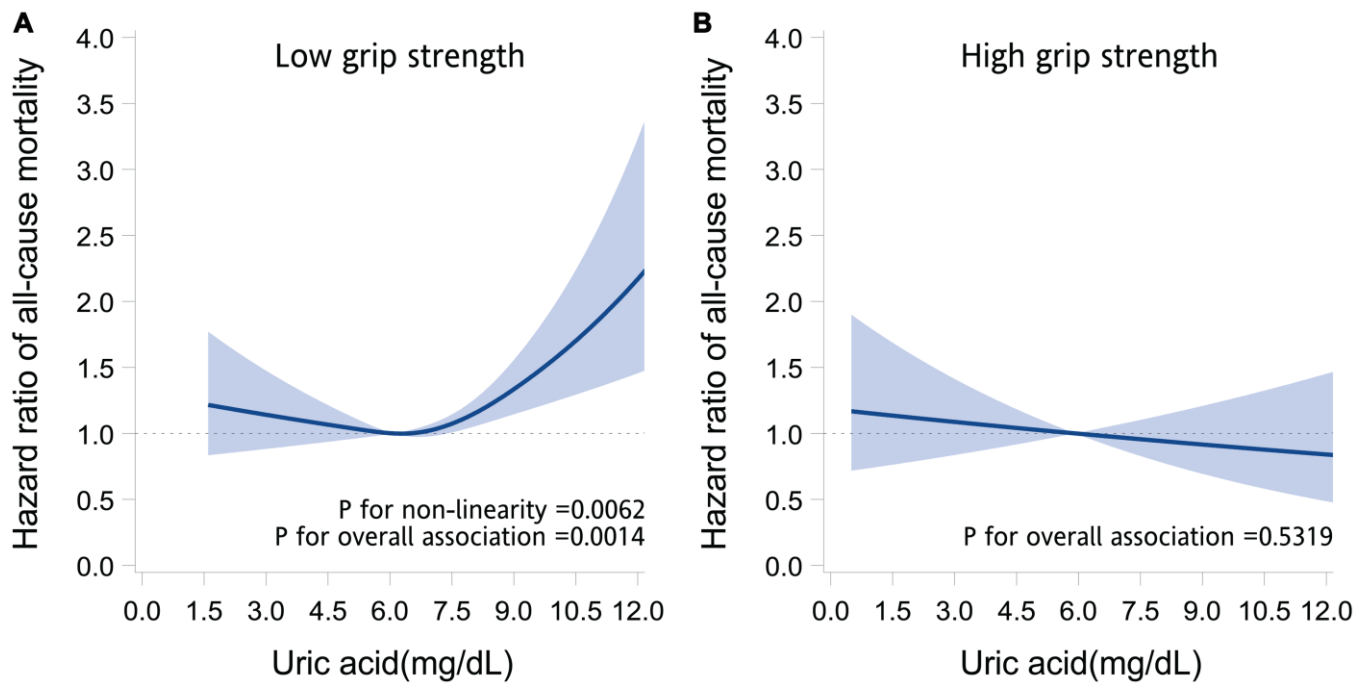 A
Low grip strength
Hazard ratio of all-cause mortality
4.0
3.5
3.0
2.5
2.0
1.5
1.0
0.5
0.0
P for non-linearity =0.0062
P for overall association =0.0014
0.0 1.5 3.0 4.5 6.0 7.5 9.0 10.5 12.0
Uric acid(mg/dL)
B
High grip strength
Hazard ratio of all-cause mortality
4.0
3.5
3.0
2.5
2.0
1.5
1.0
0.5
0.0
P for overall association =0.5319
0.0 1.5 3.0 4.5 6.0 7.5 9.0 10.5 12.0
Uric acid(mg/dL)